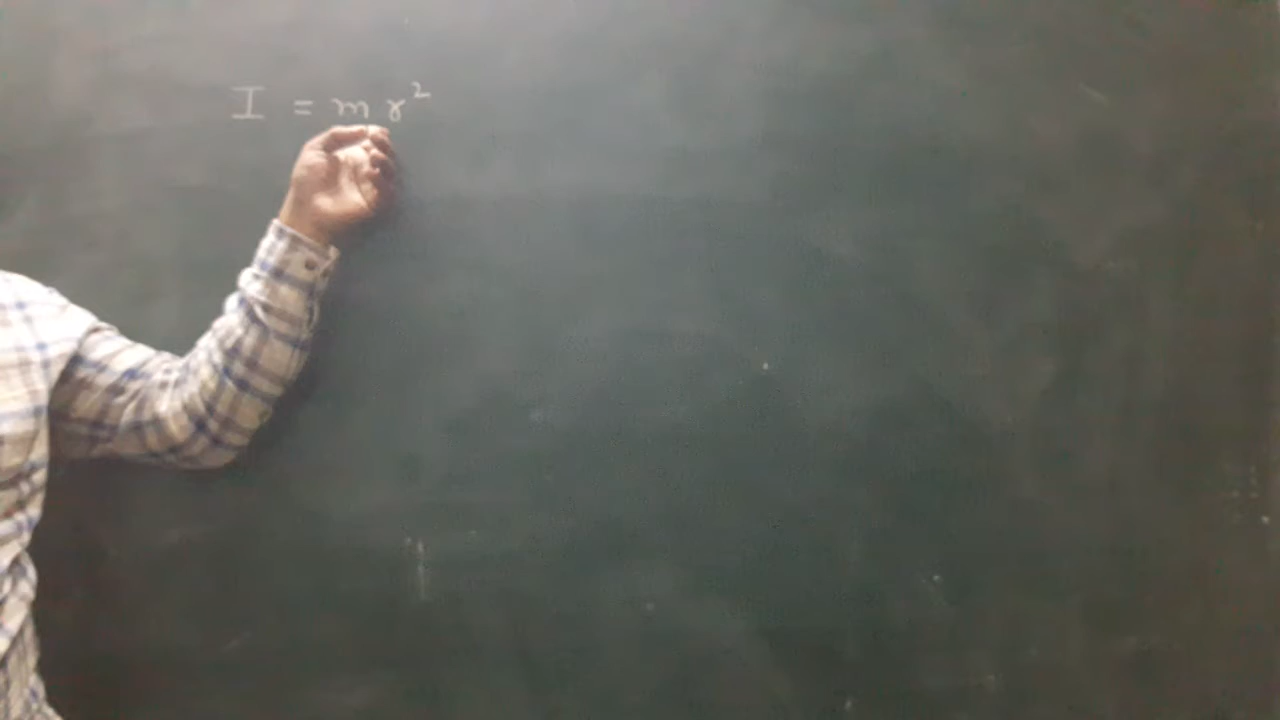 I = mr²